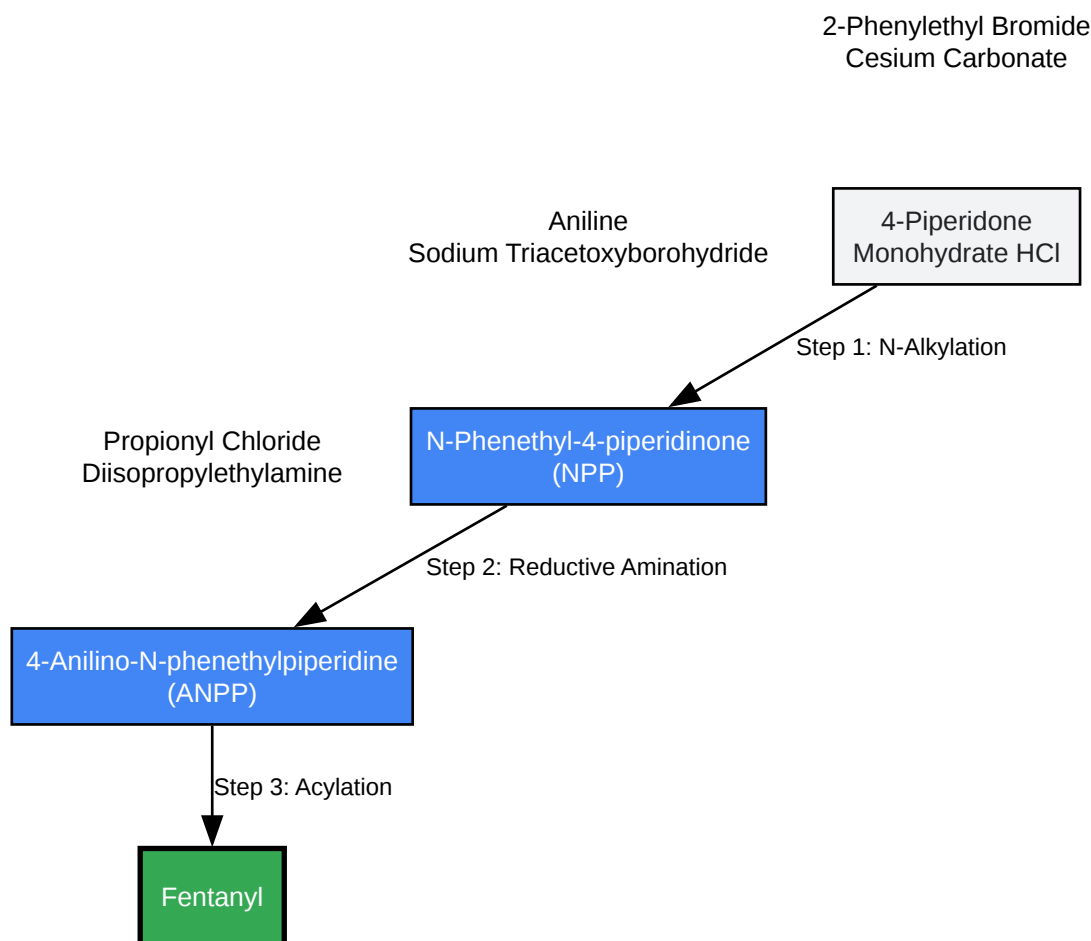 2-Phenylethyl Bromide
Cesium Carbonate
Aniline
Sodium Triacetoxyborohydride
4-Piperidone
Monohydrate HCl
Step 1: N-Alkylation
Propionyl Chloride
Diisopropylethylamine
N-Phenethyl-4-piperidinone
(NPP)
Step 2: Reductive Amination
4-Anilino-N-phenethylpiperidine
(ANPP)
Step 3: Acylation
Fentanyl